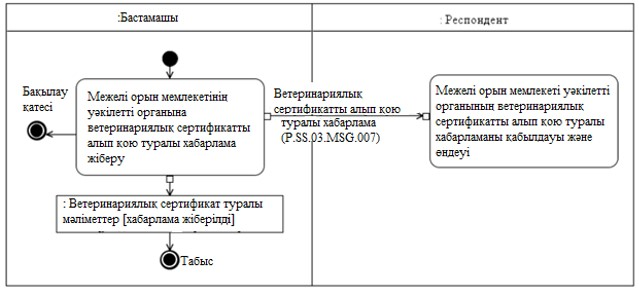 :Бастамашы
: Респондент
Бақылау
қатесі
Межелі орын мемлекетінің
уәкілетті органына
ветеринариялық сертификатты
алып қою туралы хабарлама
жіберу
Ветеринариялық
сертификатты алып қою
туралы хабарлама
(P.SS.03.MSG.007)
Межелі орын мемлекеті уәкілетті
органының ветеринариялық
сертификатты алып қою туралы
хабарламаны қабылдауы және
өңдеуі
: Ветеринариялық сертификат туралы
мәліметтер [хабарлама жіберілді]
Табыс